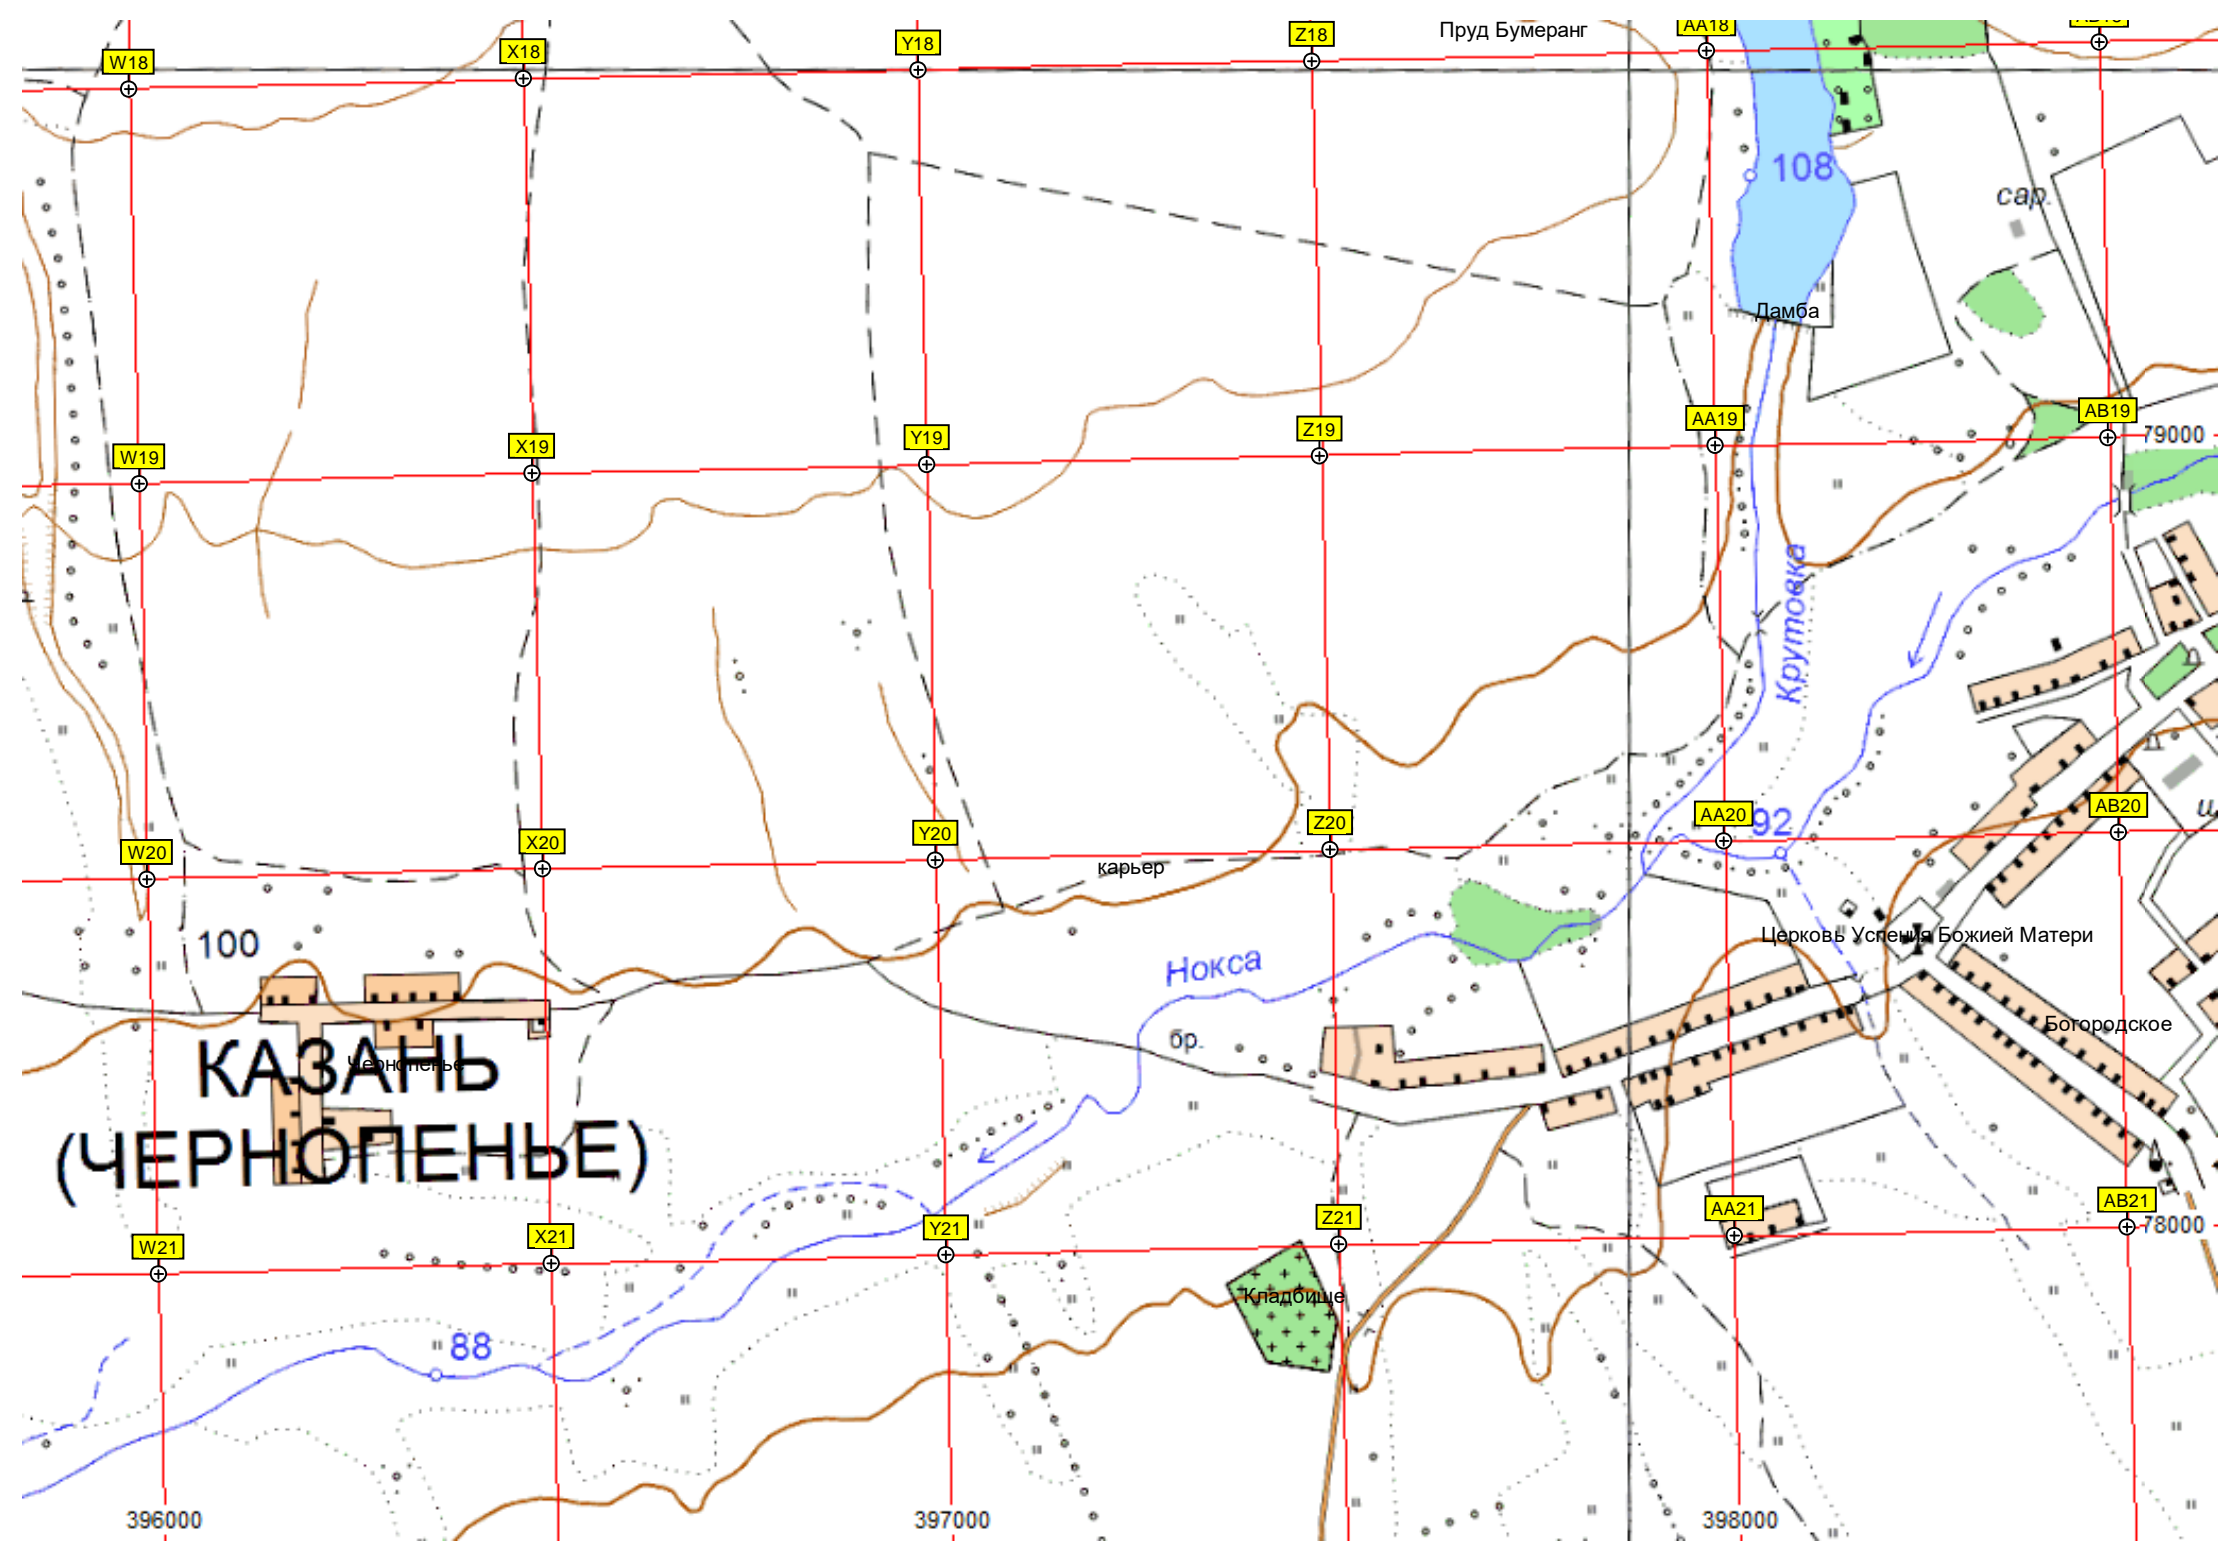 Пруд Бумеранг
W18
X18
Y18
Z18
AA18
108
сар.
Дамба
W19
X19
Y19
Z19
AA19
AB19
79000
Крутовка
W20
X20
Y20
Z20
AA20
92
AB20
карьер
100
Нокса
Церковь Успения Божией Матери
бр.
Богородское
КАЗАНЬ
Чернопенье
(ЧЕРНОПЕНЬЕ)
W21
X21
Y21
Z21
AA21
AB21
78000
Кладбище
88
396000
397000
398000